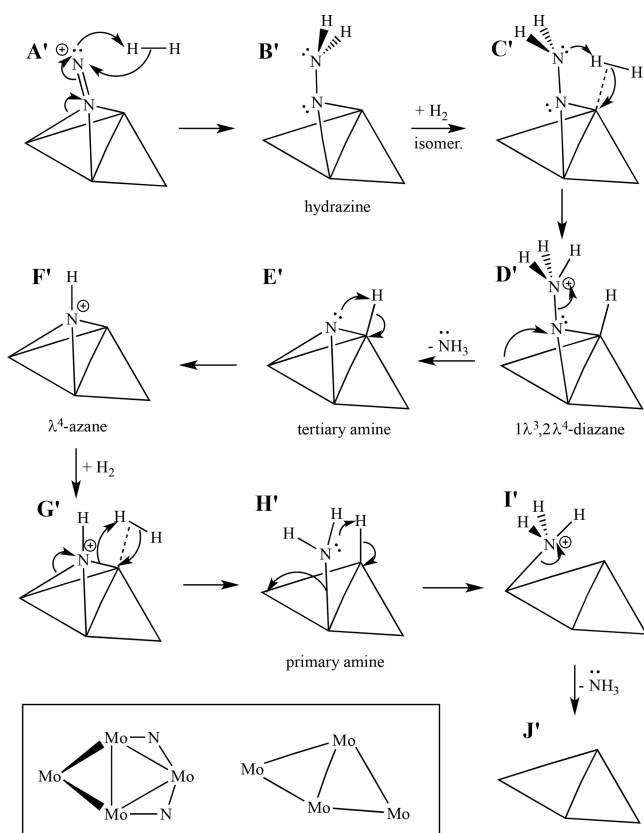 A' ⊕ N N H H
B' H H N N
hydrazine
+ H2
isomer.
C' H H N N H H
D' H H H N ⊕ N H
1λ³,2λ⁴-diazane
- NH3
E' N H
tertiary amine
F' H N ⊕
λ⁴-azane
+ H2
G' H N ⊕ H H
H' H H H N
primary amine
I' H H H N ⊕
- NH3
J'
Mo N Mo Mo Mo N
Mo Mo Mo Mo